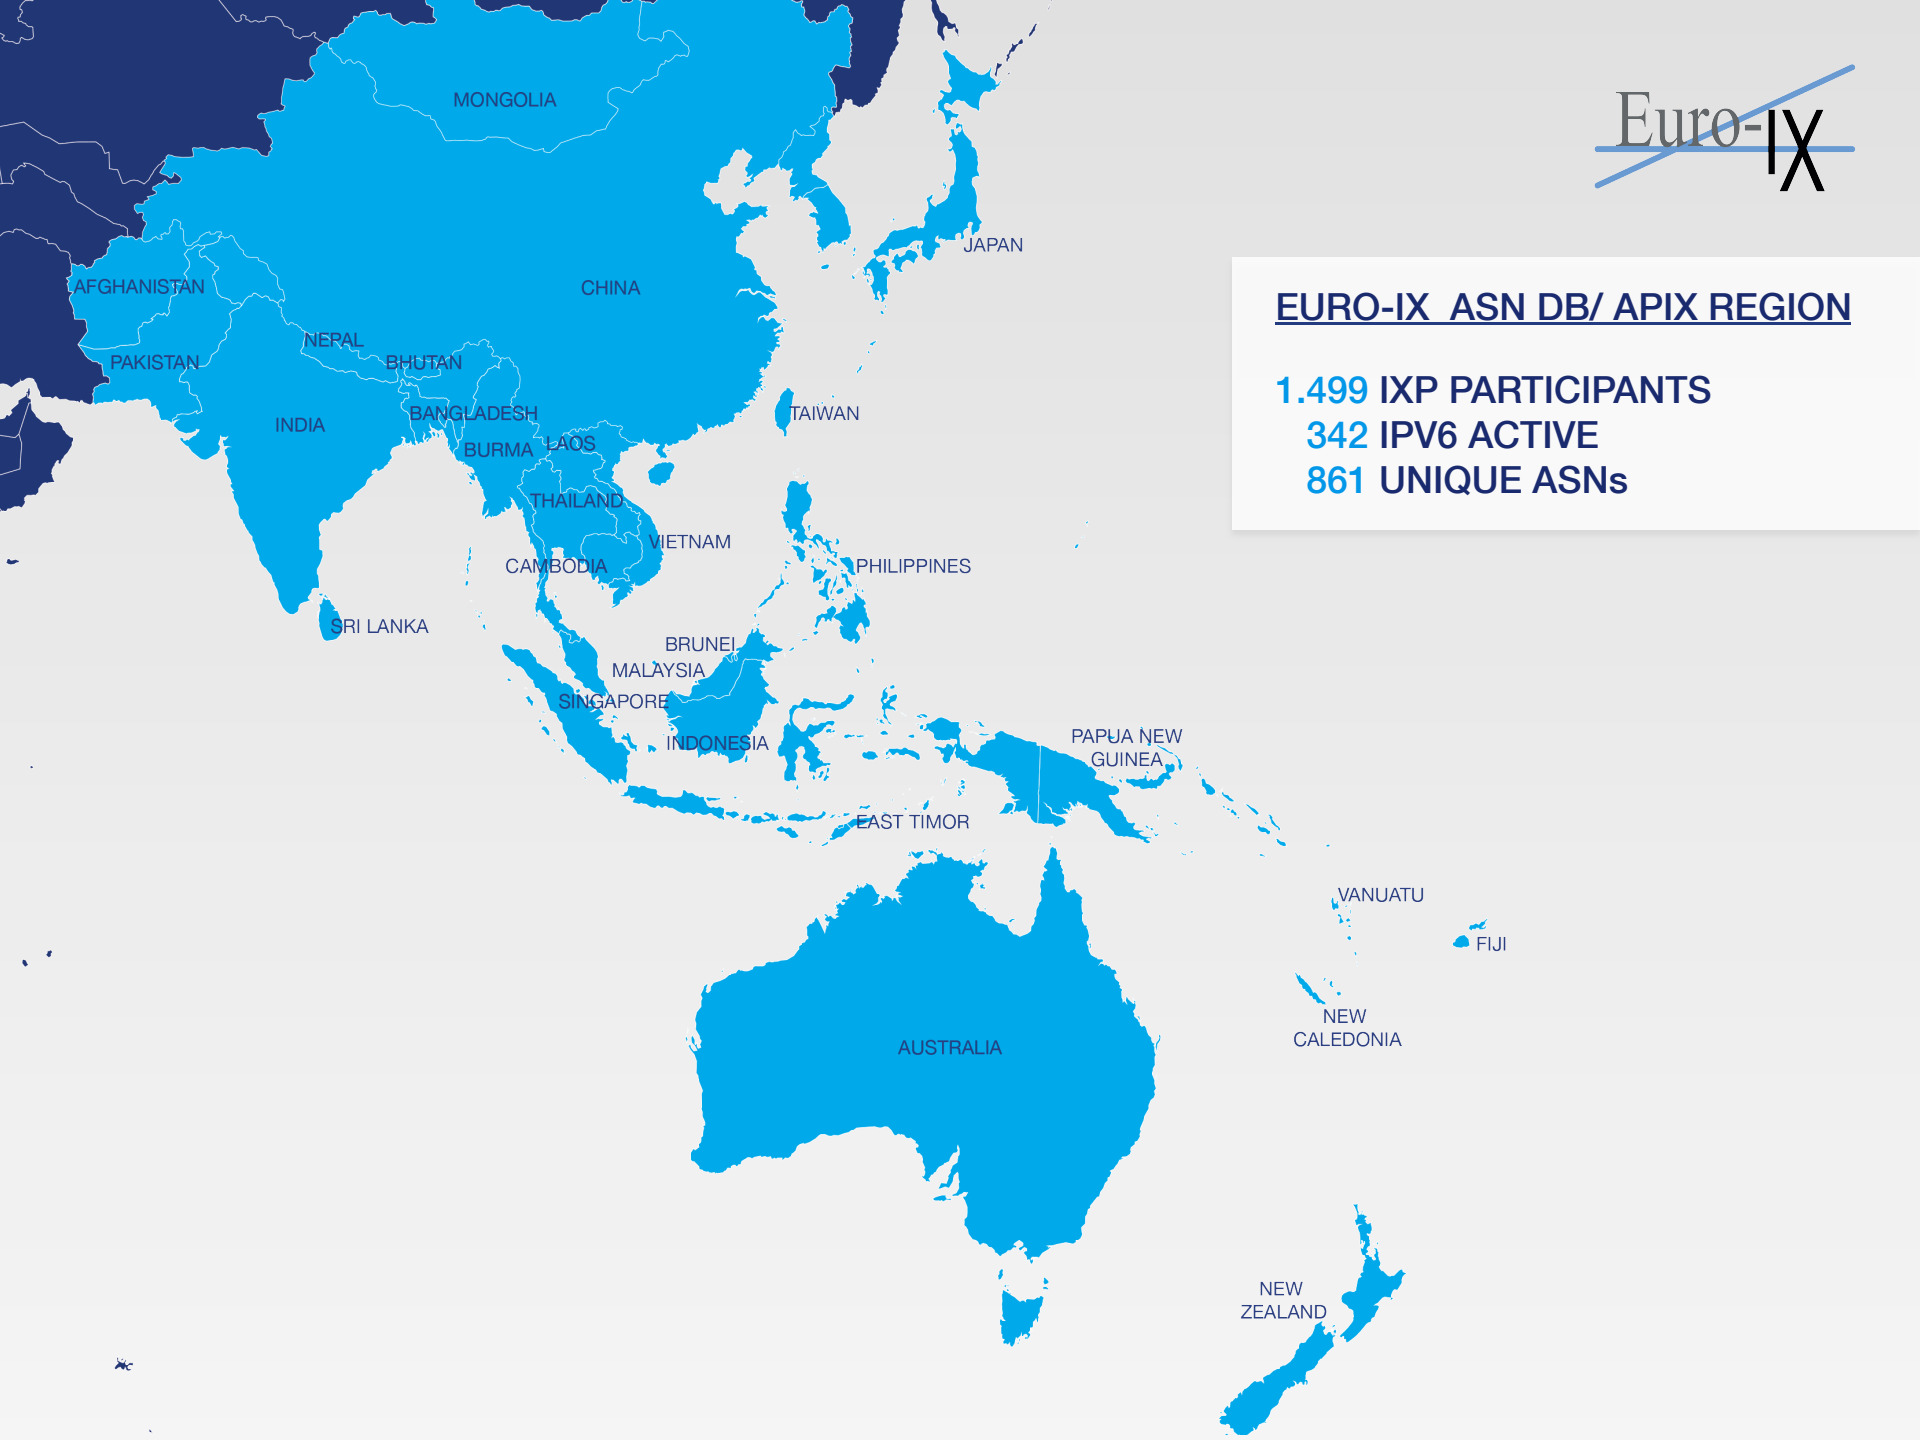 MONGOLIA
Euro-IX
JAPAN
AFGHANISTAN
CHINA
EURO-IX ASN DB/ APIX REGION
NEPAL
PAKISTAN
BHUTAN
1.499 IXP PARTICIPANTS
BANGLADESH
TAIWAN
INDIA
342 IPV6 ACTIVE
LAOS
BURMA
861 UNIQUE ASNs
THAILAND
VIETNAM
CAMBODIA
PHILIPPINES
SRI LANKA
BRUNEI
MALAYSIA
SINGAPORE
INDONESIA
PAPUA NEW
GUINEA
EAST TIMOR
VANUATU
FIJI
NEW
CALEDONIA
AUSTRALIA
NEW
ZEALAND